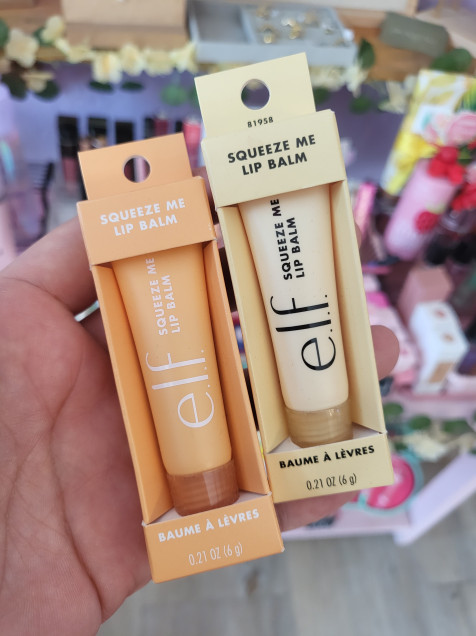 SQUEEZE ME
LIP BALM
SQUEEZE ME
LIP BALM
e.l.f.
BAUME À LÈVRES
0.21 OZ (6 g)
81958
SQUEEZE ME
LIP BALM
SQUEEZE ME
LIP BALM
e.l.f.
BAUME À LÈVRES
0.21 OZ (6 g)